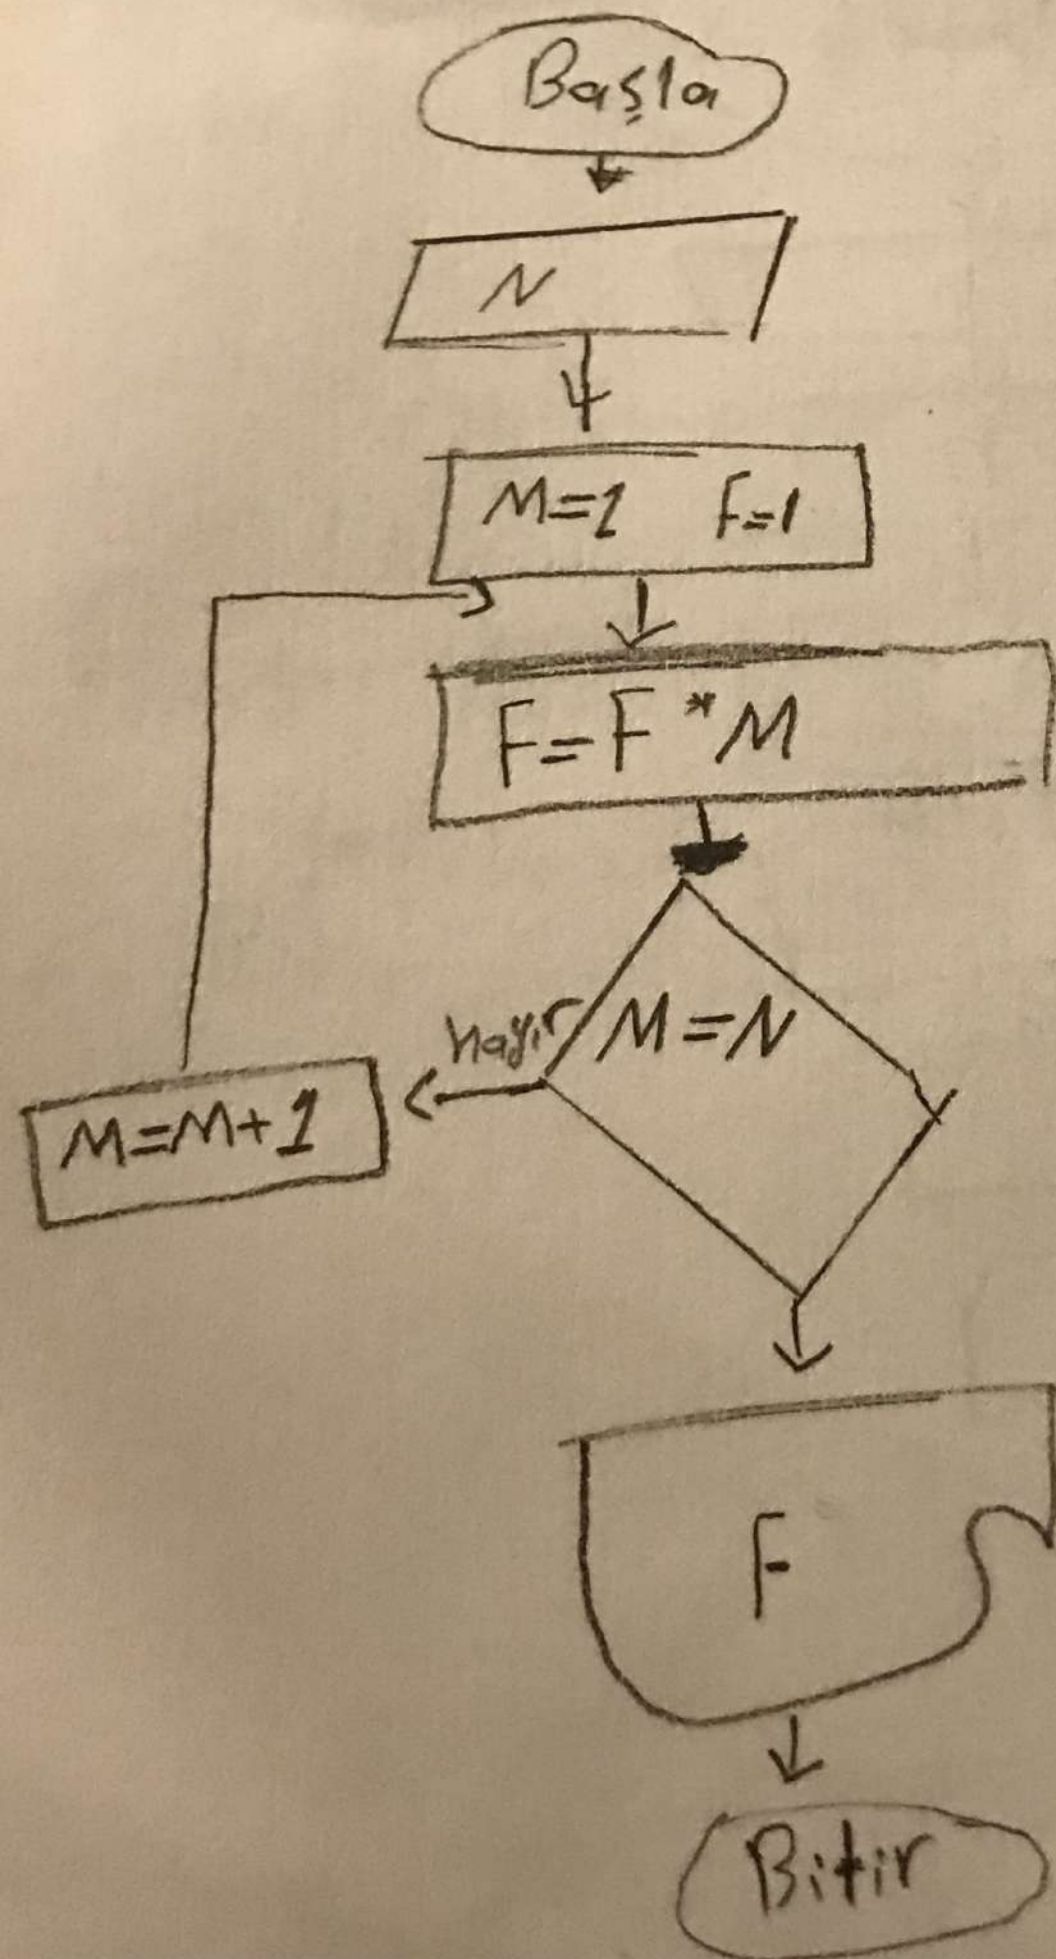 Başla
N
M=1 F=1
F=F*M
M=N
hayır
M=M+1
F
Bitir